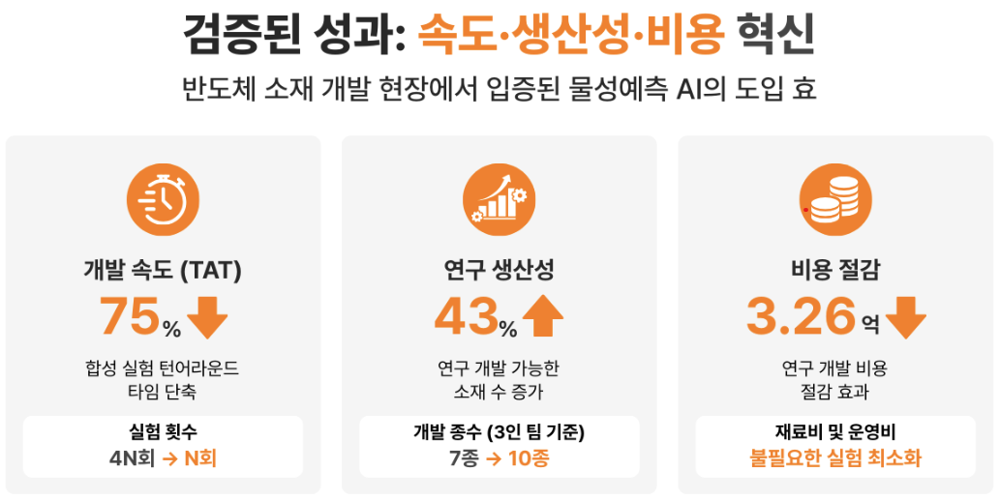 검증된 성과: 속도·생산성·비용 혁신
반도체 소재 개발 현장에서 입증된 물성예측 AI의 도입 효
개발 속도 (TAT)
75%
합성 실험 턴어라운드
타임 단축
실험 횟수
4N회 → N회
연구 생산성
43%
연구 개발 가능한
소재 수 증가
개발 종수 (3인 팀 기준)
7종 → 10종
비용 절감
3.26 억
연구 개발 비용
절감 효과
재료비 및 운영비
불필요한 실험 최소화